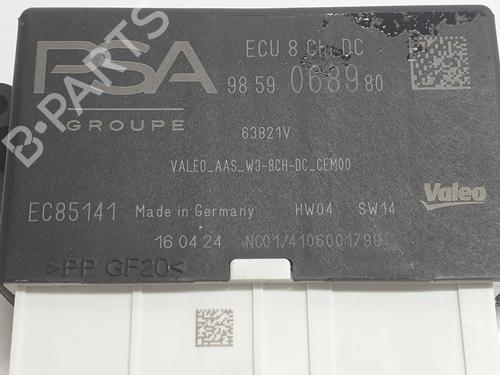 PSA
GROUPE
ECU 8 Ch DC
98 59 068980
63821V
VALEO_AAS_W3-8CH-DC_CEM00
EC85141 Made in Germany HW04 SW14
Valeo
16 04 24 NC01/4106001799
>PP GF20<
B-PARTS